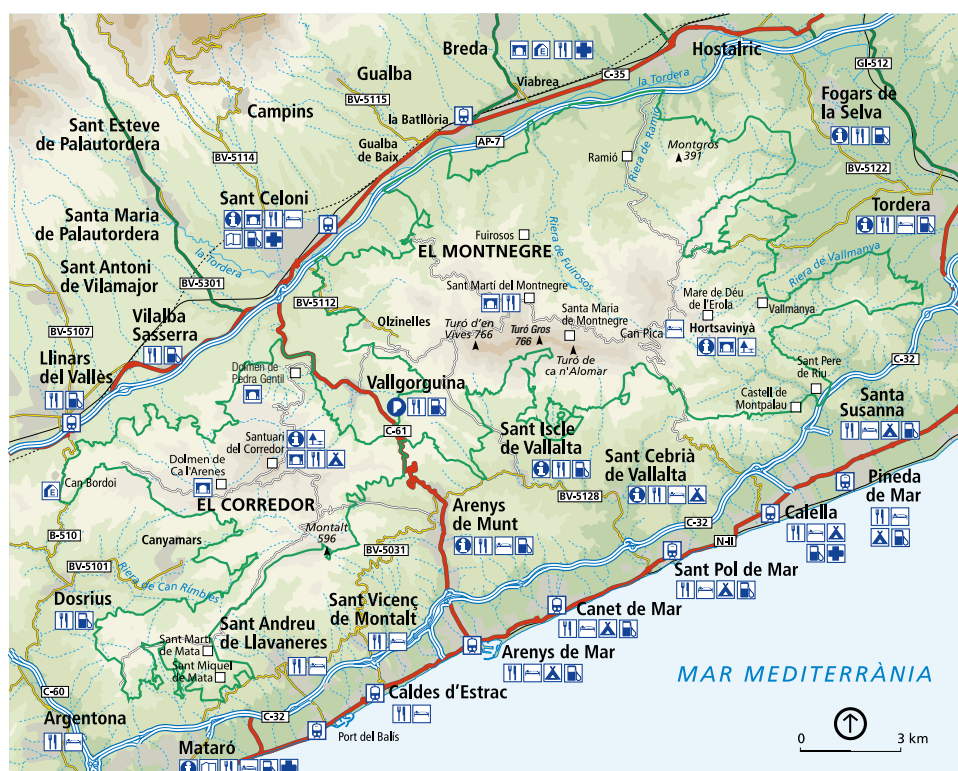 Breda
Hostalric
Gualba
Viabrea
C-35
la Tordera
GI-512
BV-5115
Campins
la Batllòria
Fogars de
la Selva
Sant Esteve
de Palautordera
Gualba
de Baix
AP-7
Riera de Ramió
Ramió
Montgròs
391
BV-5114
BV-5122
Sant Celoni
Tordera
Santa Maria
de Palautordera
Fuirosos
EL MONTNEGRE
Riera de Fuirosos
la Tordera
Riera de Vallmanya
Sant Antoni
de Vilamajor
BV-5301
Sant Martí del Montnegre
Mare de Déu
de l'Erola
Vallmanya
BV-5112
Olzinelles
Santa Maria
de Montnegre
BV-5107
Vilalba
Sasserra
Turó d'en
Vives 766
Turó Gros
766
Can Pica
Hortsavinyà
Llinars
del Vallès
Turó de
ca n'Alomar
Sant Pere
de Riu
C-32
Dolmen de
Pedra Gentil
Vallgorguina
Castell de
Montpalau
Santa
Susanna
C-61
Sant Iscle
de Vallalta
Santuari
del Corredor
Sant Cebrià
de Vallalta
Dolmen de
Ca l'Arenes
Pineda
de Mar
Can Bordoi
BV-5128
EL CORREDOR
Arenys
de Munt
Calella
Montalt
596
C-32
B-510
Canyamars
N-II
BV-5031
BV-5101
Sant Pol de Mar
Riera de Can Rimbles
Dosrius
Sant Vicenç
de Montalt
Canet de Mar
Sant Andreu
de Llavaneres
Sant Martí
de Mata
Arenys de Mar
Sant Miquel
de Mata
MAR MEDITERRÀNIA
C-60
Caldes d'Estrac
Argentona
C-32
Port del Balís
Mataró
0 3 km